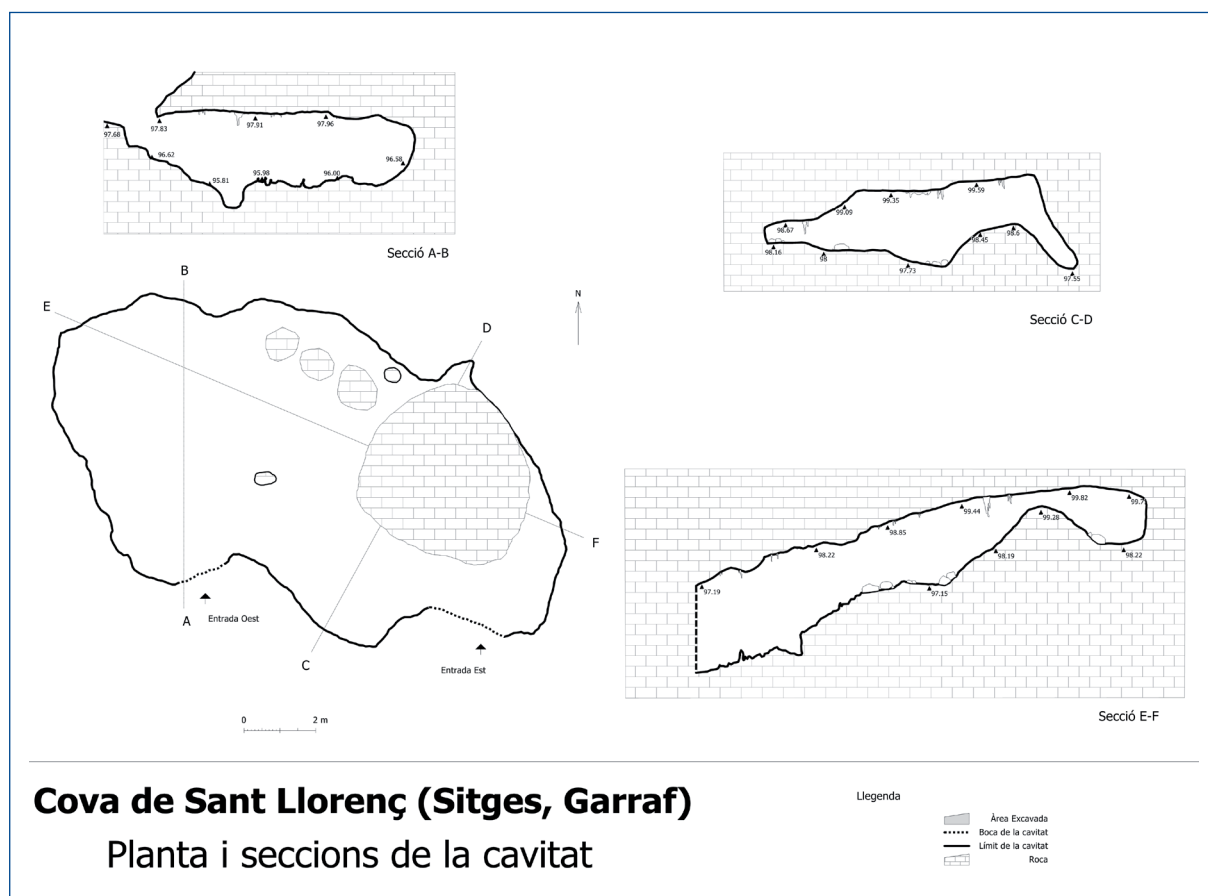 97.83
97.91
97.96
97.68
96.62
95.81
95.98
96.00
96.58
Secció A-B
98.67
99.09
99.35
99.59
98.16
98
97.73
98.45
98.6
97.55
Secció C-D
B
E
N
D
F
A
Entrada Oest
C
Entrada Est
0 2 m
97.19
98.22
98.85
99.44
99.82
99.7
99.28
98.19
97.15
98.22
Secció E-F
Cova de Sant Llorenç (Sitges, Garraf)
Planta i seccions de la cavitat
Llegenda
Àrea Excavada
Boca de la cavitat
Límit de la cavitat
Roca